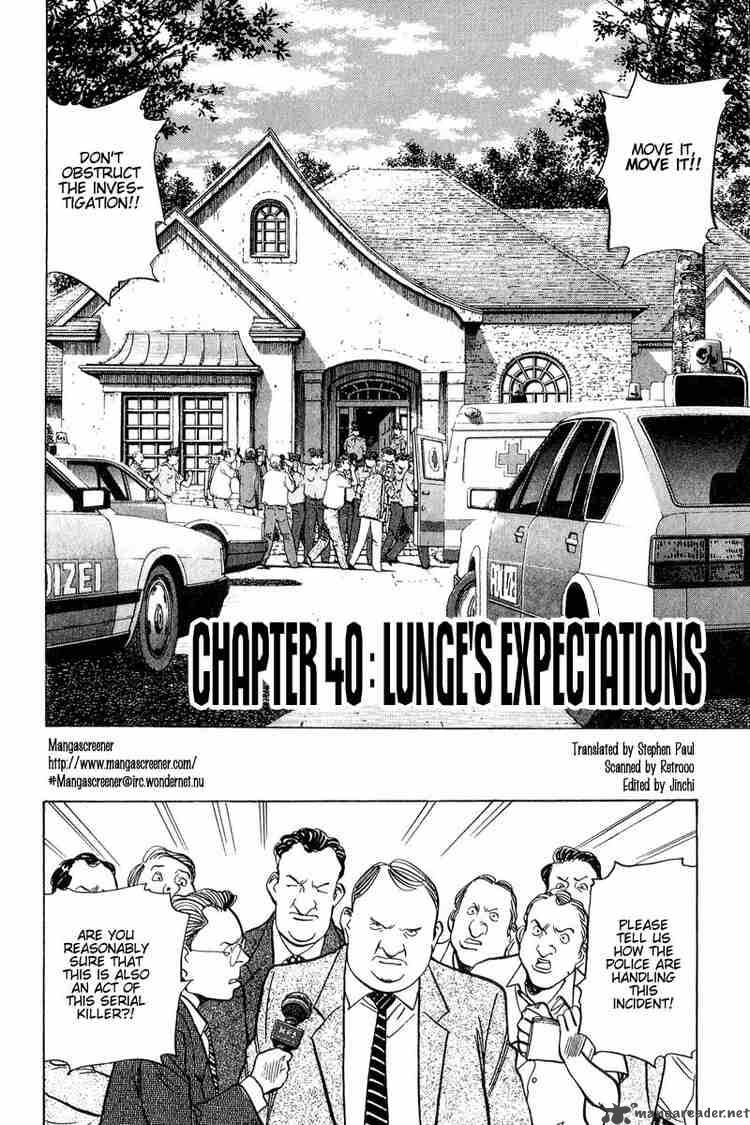 MOVE IT,
MOVE IT!!
DON'T
OBSTRUCT
THE INVES-
TIGATION!!
DIZEI
CHAPTER 40 : LUNGE'S EXPECTATIONS
Mangascreener
http://www.mangascreener.com/
#Mangascreener@irc.wondernet.nu
Translated by Stephen Paul
Scanned by Retrooo
Edited by Jinchi
PLEASE
TELL US
HOW THE
POLICE ARE
HANDLING
THIS
INCIDENT!
ARE YOU
REASONABLY
SURE THAT
THIS IS ALSO
AN ACT OF
THIS SERIAL
KILLER?!
mangareader.net